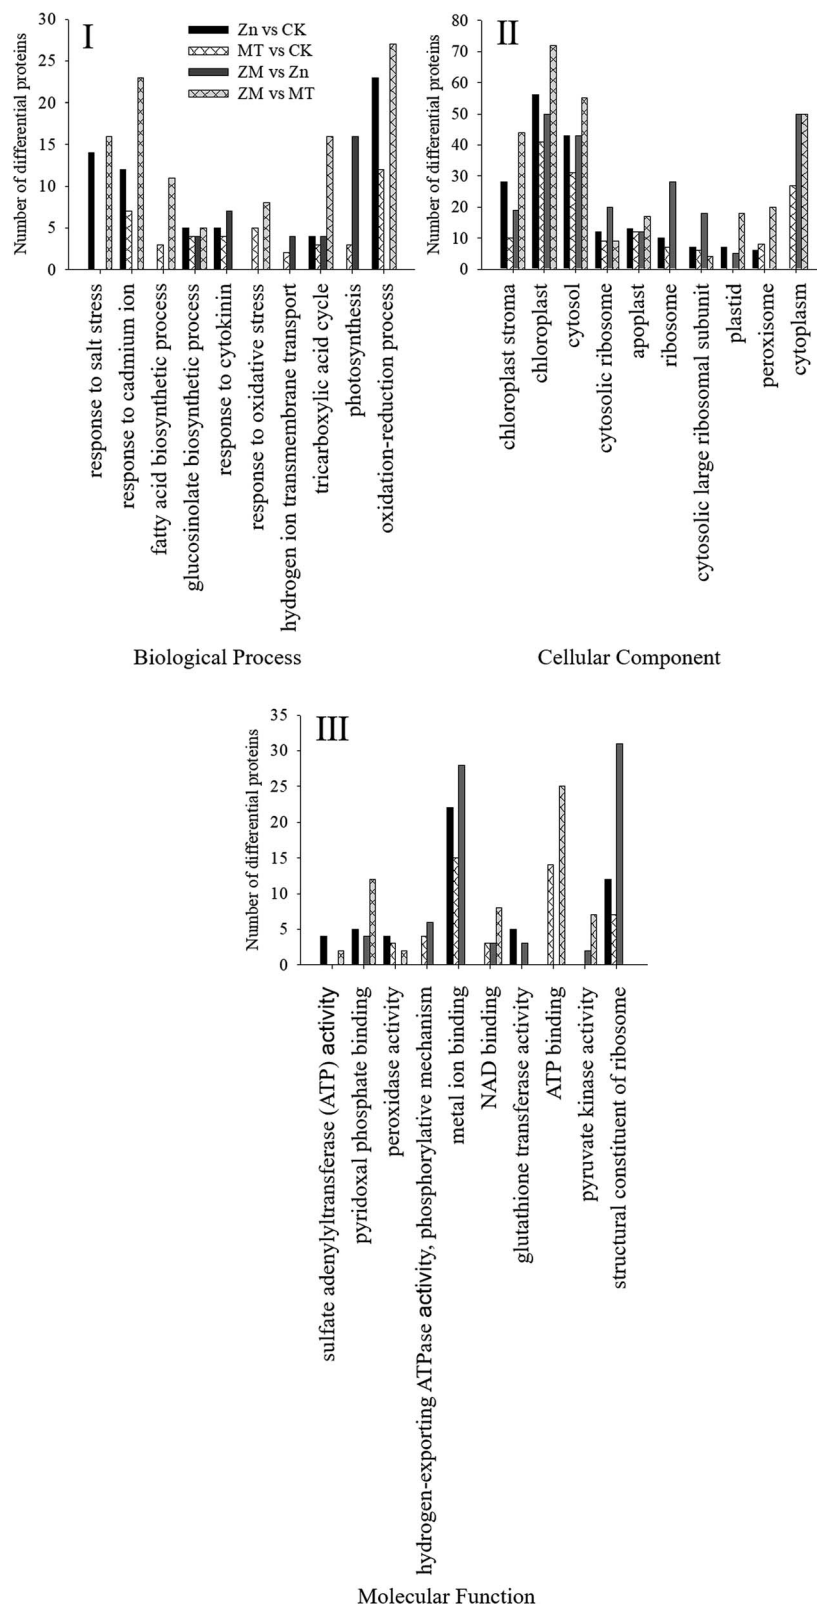 I
Zn vs CK
MT vs CK
ZM vs Zn
ZM vs MT
Number of differential proteins
30
25
20
15
10
5
0
response to salt stress
response to cadmium ion
fatty acid biosynthetic process
glucosinolate biosynthetic process
response to cytokinin
response to oxidative stress
hydrogen ion transmembrane transport
tricarboxylic acid cycle
photosynthesis
oxidation-reduction process
Biological Process
II
Number of differential proteins
80
70
60
50
40
30
20
10
0
chloroplast stroma
chloroplast
cytosol
cytosolic ribosome
apoplast
ribosome
cytosolic large ribosomal subunit
plastid
peroxisome
cytoplasm
Cellular Component
III
Number of differential proteins
35
30
25
20
15
10
5
0
sulfate adenylyltransferase (ATP) activity
pyridoxal phosphate binding
peroxidase activity
hydrogen-exporting ATPase activity, phosphorylative mechanism
metal ion binding
NAD binding
glutathione transferase activity
ATP binding
pyruvate kinase activity
structural constituent of ribosome
Molecular Function